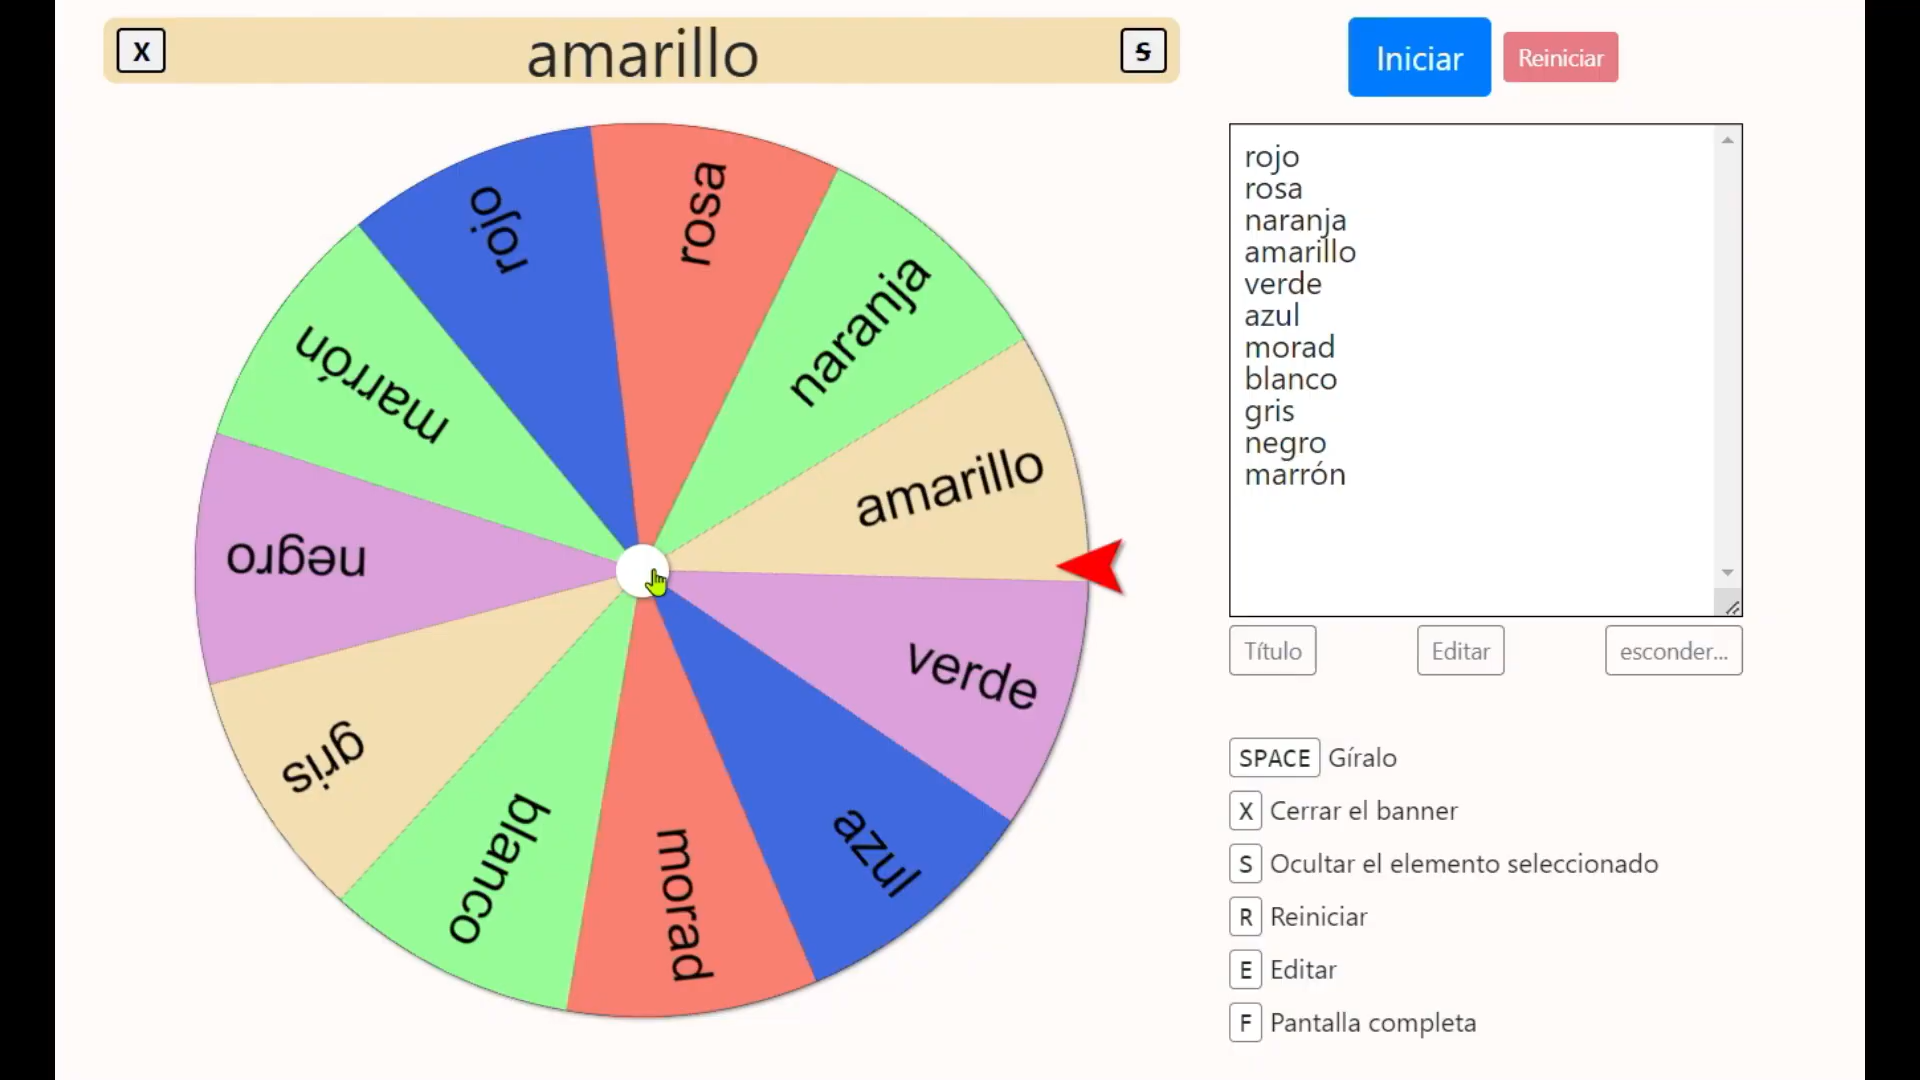 X
amarillo
S
Iniciar
Reiniciar
rojo
rosa
naranja
amarillo
verde
azul
morad
blanco
gris
negro
marrón
rojo
rosa
naranja
amarillo
verde
azul
morad
blanco
gris
negro
marrón
Título
Editar
esconder...
SPACE Gíralo
X Cerrar el banner
S Ocultar el elemento seleccionado
R Reiniciar
E Editar
F Pantalla completa